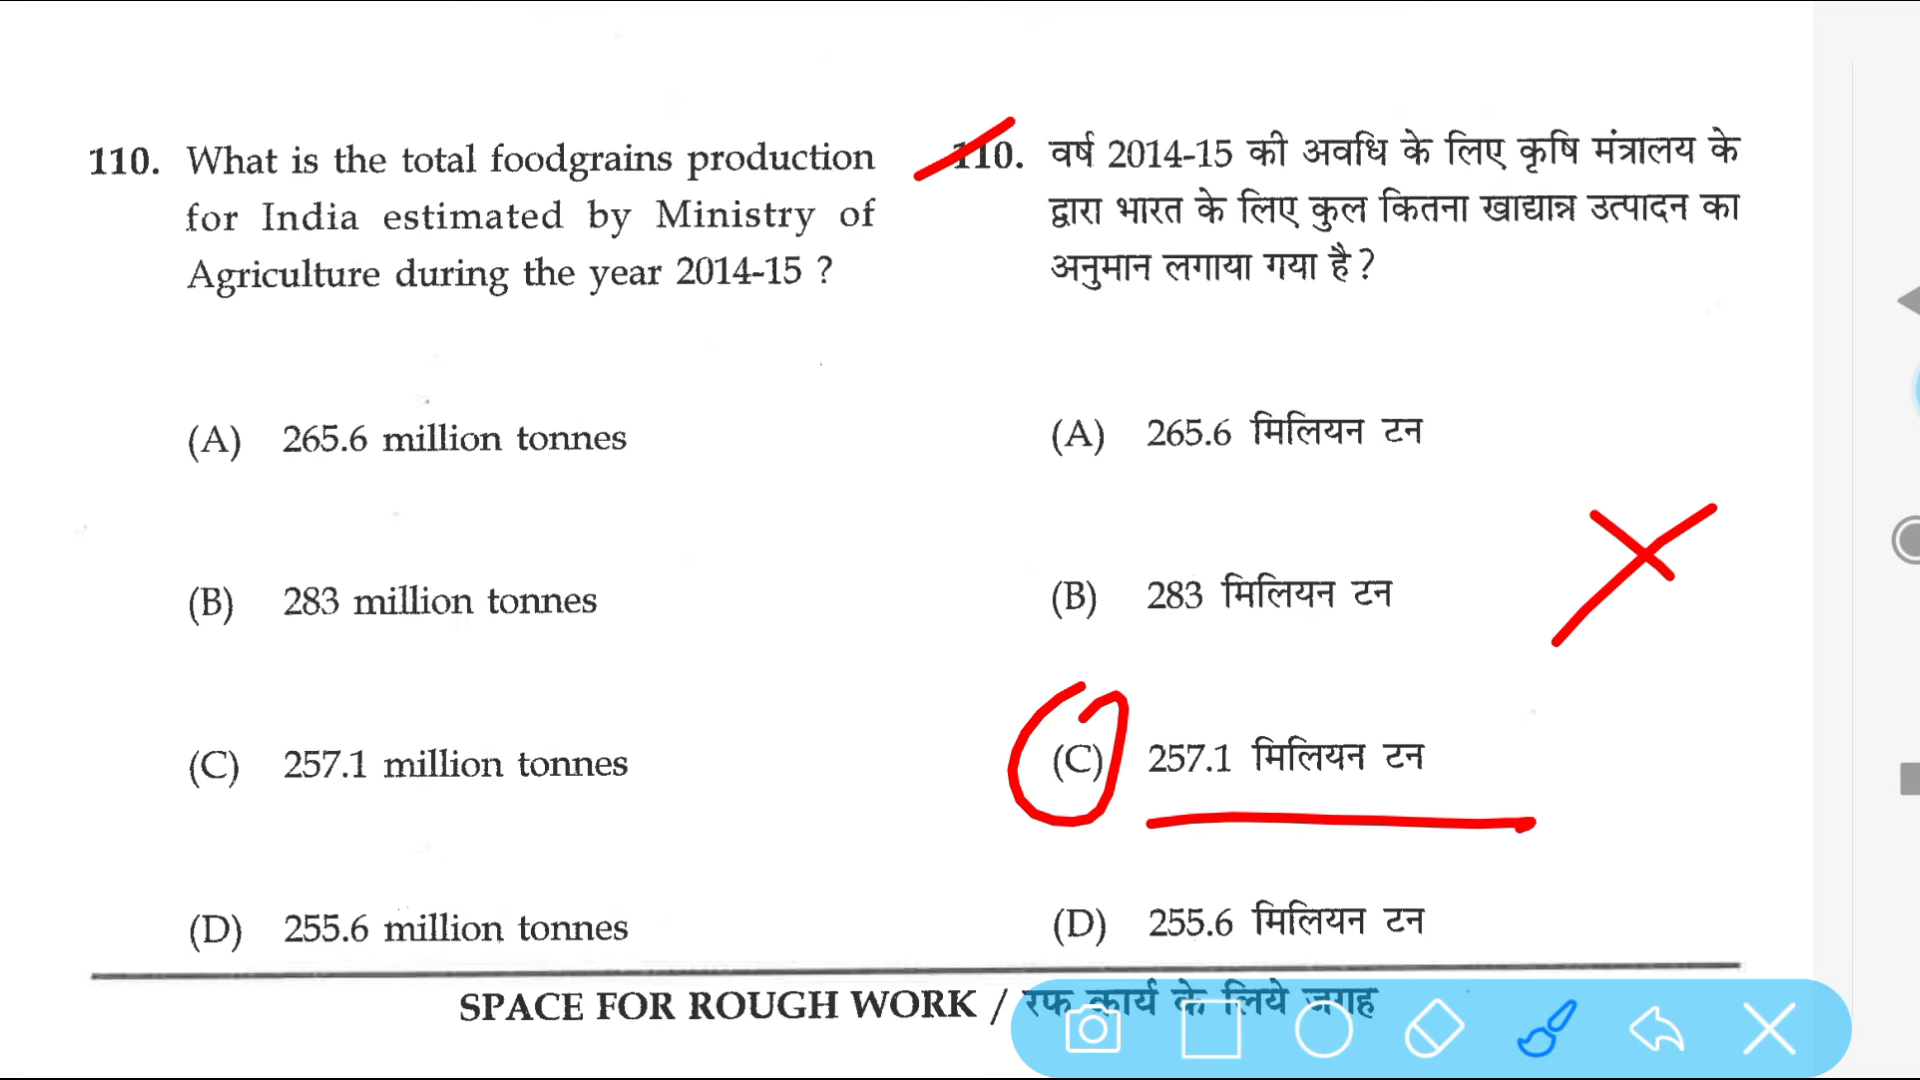 110. What is the total foodgrains production
for India estimated by Ministry of
Agriculture during the year 2014-15 ?
(A) 265.6 million tonnes
(B) 283 million tonnes
(C) 257.1 million tonnes
(D) 255.6 million tonnes
110. वर्ष 2014-15 की अवधि के लिए कृषि मंत्रालय के
द्वारा भारत के लिए कुल कितना खाद्यान्न उत्पादन का
अनुमान लगाया गया है ?
(A) 265.6 मिलियन टन
(B) 283 मिलियन टन
(C) 257.1 मिलियन टन
(D) 255.6 मिलियन टन
SPACE FOR ROUGH WORK / रफ कार्य के लिये जगह